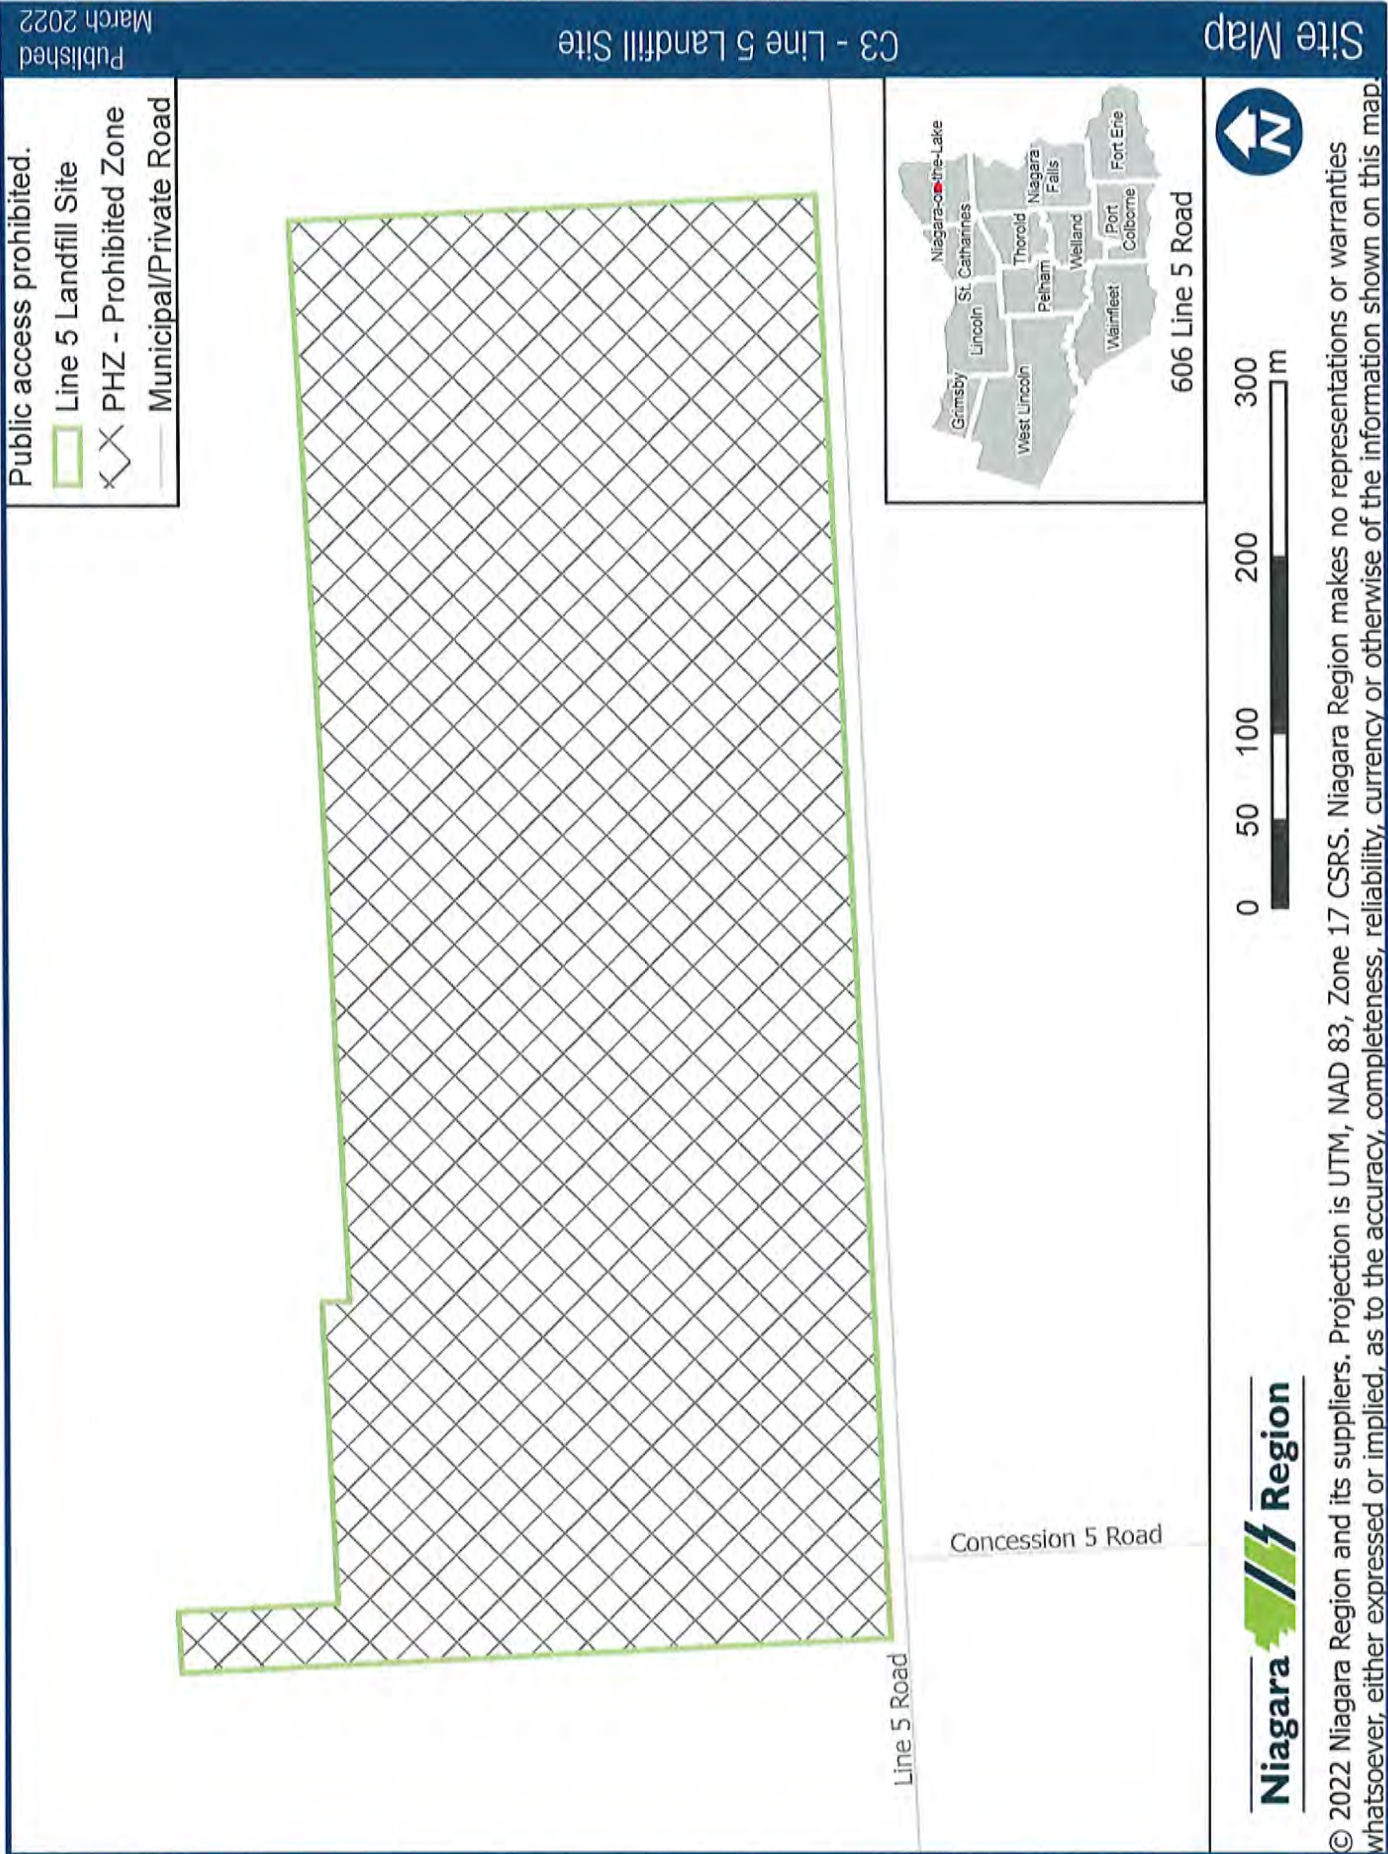 Site Map
C3 - Line 5 Landfill Site
Published
March 2022
Public access prohibited.
Line 5 Landfill Site
PHZ - Prohibited Zone
Municipal/Private Road
Line 5 Road
Concession 5 Road
Grimsby
Lincoln
St. Catharines
Niagara-on-the-Lake
West Lincoln
Pelham
Thorold
Niagara
Falls
Welland
Wainfleet
Port
Colborne
Fort Erie
606 Line 5 Road
Niagara Region
0 50 100 200 300
m
N
© 2022 Niagara Region and its suppliers. Projection is UTM, NAD 83, Zone 17 CSRS. Niagara Region makes no representations or warranties
whatsoever, either expressed or implied, as to the accuracy, completeness, reliability, currency or otherwise of the information shown on this map.